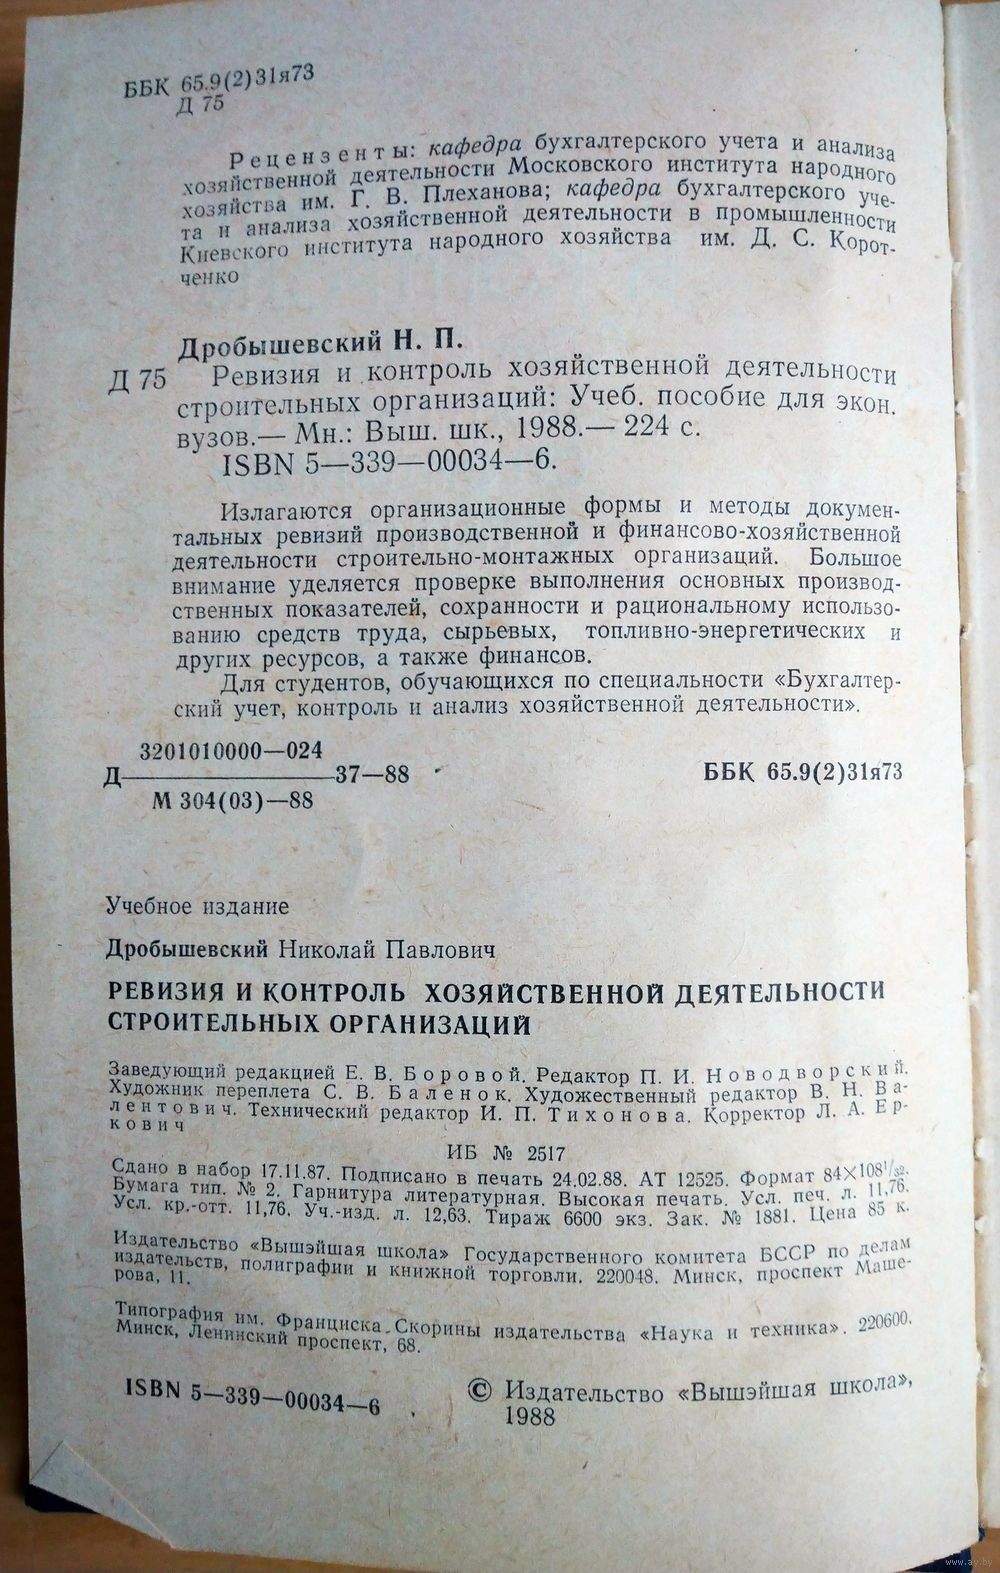 ББК 65.9(2)31я73
Д 75
Рецензенты: кафедра бухгалтерского учета и анализа
хозяйственной деятельности Московского института народного
хозяйства им. Г. В. Плеханова; кафедра бухгалтерского уче-
та и анализа хозяйственной деятельности в промышленности
Киевского института народного хозяйства им. Д. С. Корот-
ченко
Дробышевский Н. П.
Д 75 Ревизия и контроль хозяйственной деятельности
строительных организаций: Учеб. пособие для экон.
вузов.— Мн.: Выш. шк., 1988.— 224 с.
ISBN 5—339—00034—6.
Излагаются организационные формы и методы докумен-
тальных ревизий производственной и финансово-хозяйственной
деятельности строительно-монтажных организаций. Большое
внимание уделяется проверке выполнения основных производ-
ственных показателей, сохранности и рациональному использо-
ванию средств труда, сырьевых, топливно-энергетических и
других ресурсов, а также финансов.
Для студентов, обучающихся по специальности «Бухгалтер-
ский учет, контроль и анализ хозяйственной деятельности».
3201010000—024
Д——————37—88 ББК 65.9(2)31я73
М 304(03)—88
Учебное издание
Дробышевский Николай Павлович
РЕВИЗИЯ И КОНТРОЛЬ ХОЗЯЙСТВЕННОЙ ДЕЯТЕЛЬНОСТИ
СТРОИТЕЛЬНЫХ ОРГАНИЗАЦИЙ
Заведующий редакцией Е. В. Боровой. Редактор П. И. Новодворский.
Художник переплета С. В. Баленок. Художественный редактор В. Н. Ва-
лентович. Технический редактор И. П. Тихонова. Корректор Л. А. Ер-
кович
ИБ № 2517
Сдано в набор 17.11.87. Подписано в печать 24.02.88. АТ 12525. Формат 84×108¹/₃₂.
Бумага тип. № 2. Гарнитура литературная. Высокая печать. Усл. печ. л. 11,76.
Усл. кр.-отт. 11,76. Уч.-изд. л. 12,63. Тираж 6600 экз. Зак. № 1881. Цена 85 к.
Издательство «Вышэйшая школа» Государственного комитета БССР по делам
издательств, полиграфии и книжной торговли. 220048. Минск, проспект Маше-
рова, 11.
Типография им. Франциска Скорины издательства «Наука и техника». 220600.
Минск, Ленинский проспект, 68.
ISBN 5—339—00034—6 © Издательство «Вышэйшая школа»,
1988
www.ay.by